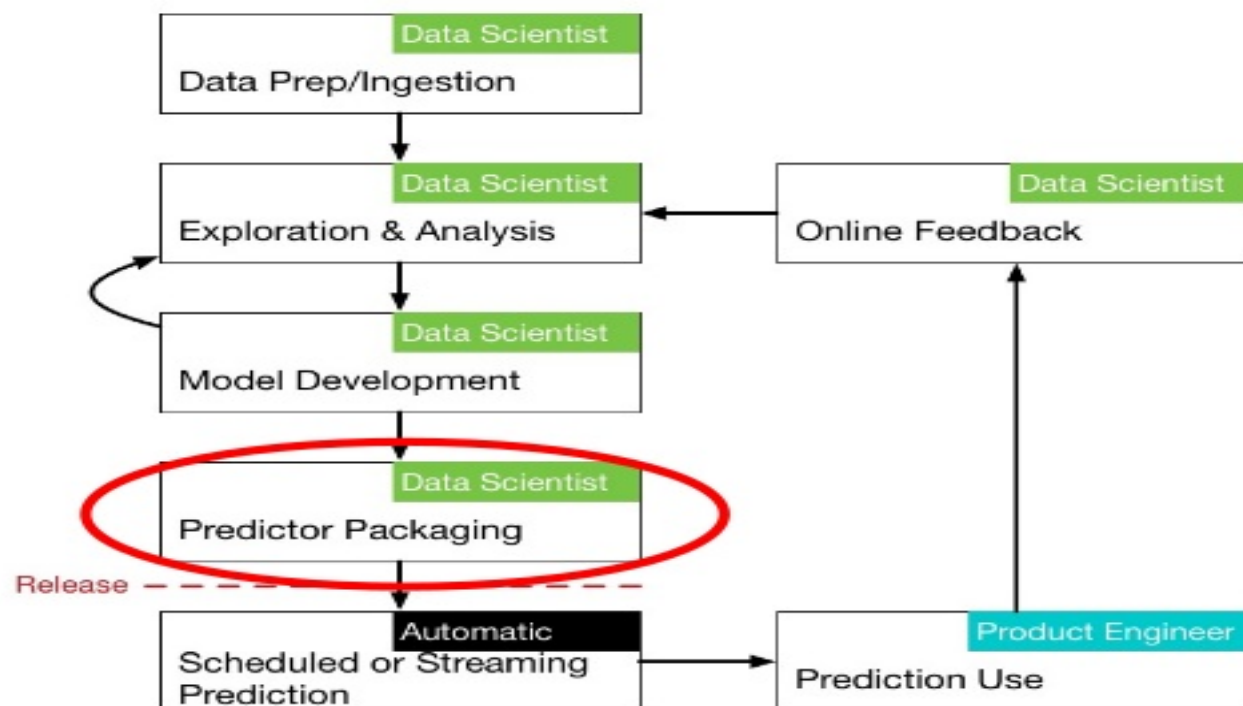 Data Scientist
Data Prep/Ingestion
Data Scientist
Exploration & Analysis
Data Scientist
Online Feedback
Data Scientist
Model Development
Data Scientist
Predictor Packaging
Release
Automatic
Scheduled or Streaming
Prediction
Product Engineer
Prediction Use